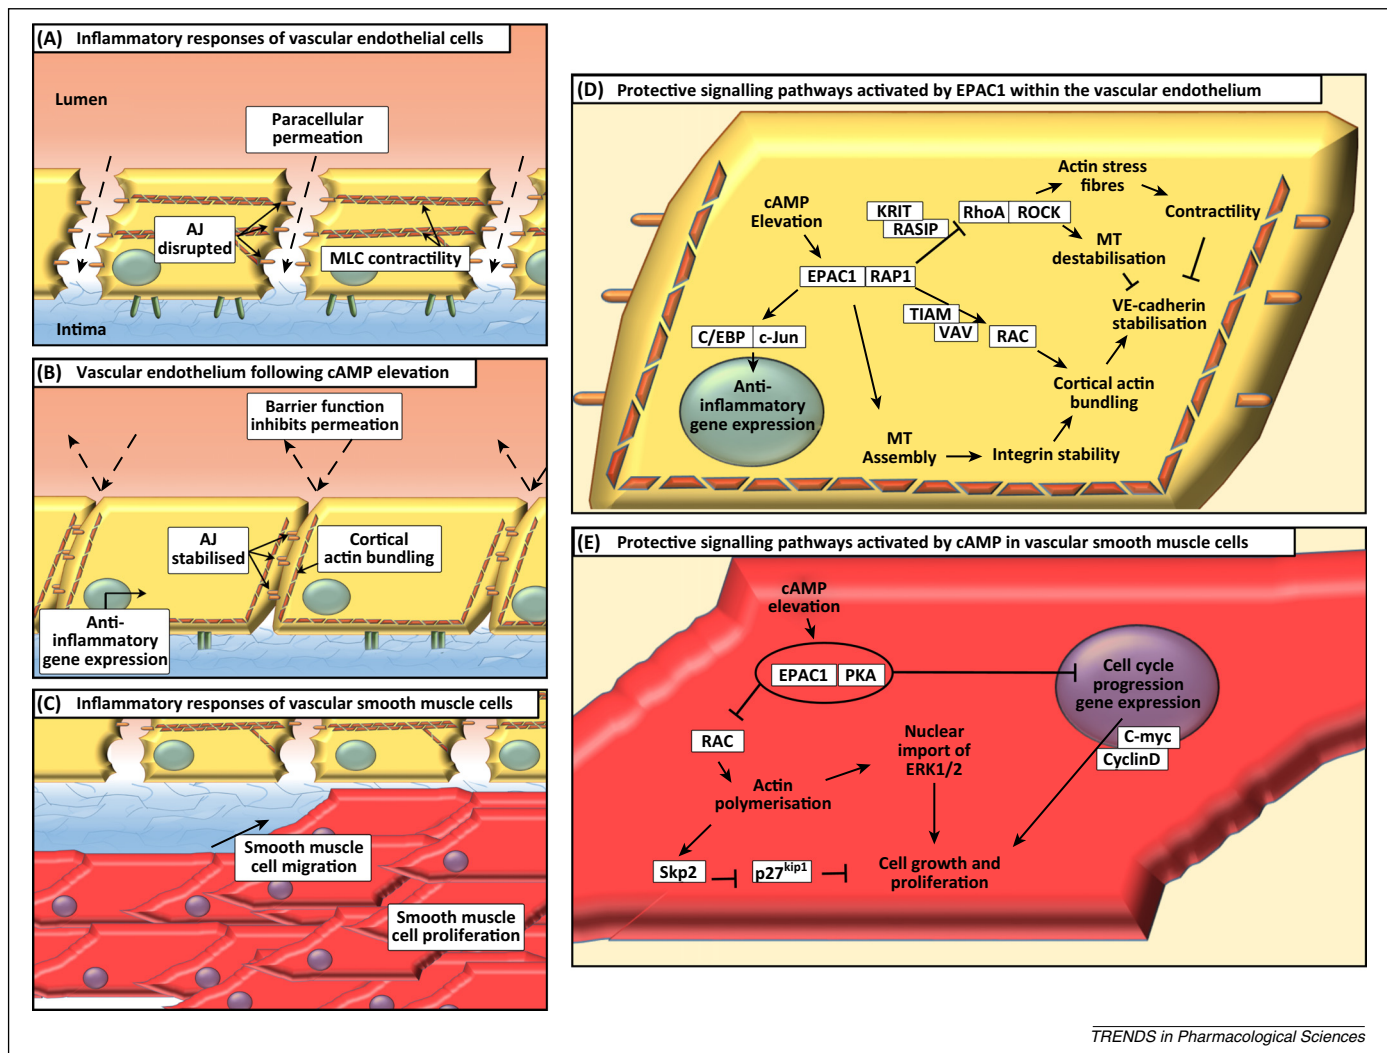 (A) Inflammatory responses of vascular endothelial cells
Lumen
Paracellular
permeation
AJ
disrupted
MLC contractility
Intima
(B) Vascular endothelium following cAMP elevation
Barrier function
inhibits permeation
AJ
stabilised
Cortical
actin bundling
Anti-
inflammatory
gene expression
(C) Inflammatory responses of vascular smooth muscle cells
Smooth muscle
cell migration
Smooth muscle
cell proliferation
(D) Protective signalling pathways activated by EPAC1 within the vascular endothelium
cAMP
Elevation
KRIT
RASIP
RhoA ROCK
Actin stress
fibres
Contractility
MT
destabilisation
EPAC1 RAP1
VE-cadherin
stabilisation
TIAM
VAV
RAC
C/EBP c-Jun
Anti-
inflammatory
gene expression
Cortical actin
bundling
MT
Assembly
Integrin stability
(E) Protective signalling pathways activated by cAMP in vascular smooth muscle cells
cAMP
elevation
EPAC1 PKA
Cell cycle
progression
gene expression
C-myc
CyclinD
RAC
Nuclear
import of
ERK1/2
Actin
polymerisation
Skp2
p27kip1
Cell growth and
proliferation
TRENDS in Pharmacological Sciences